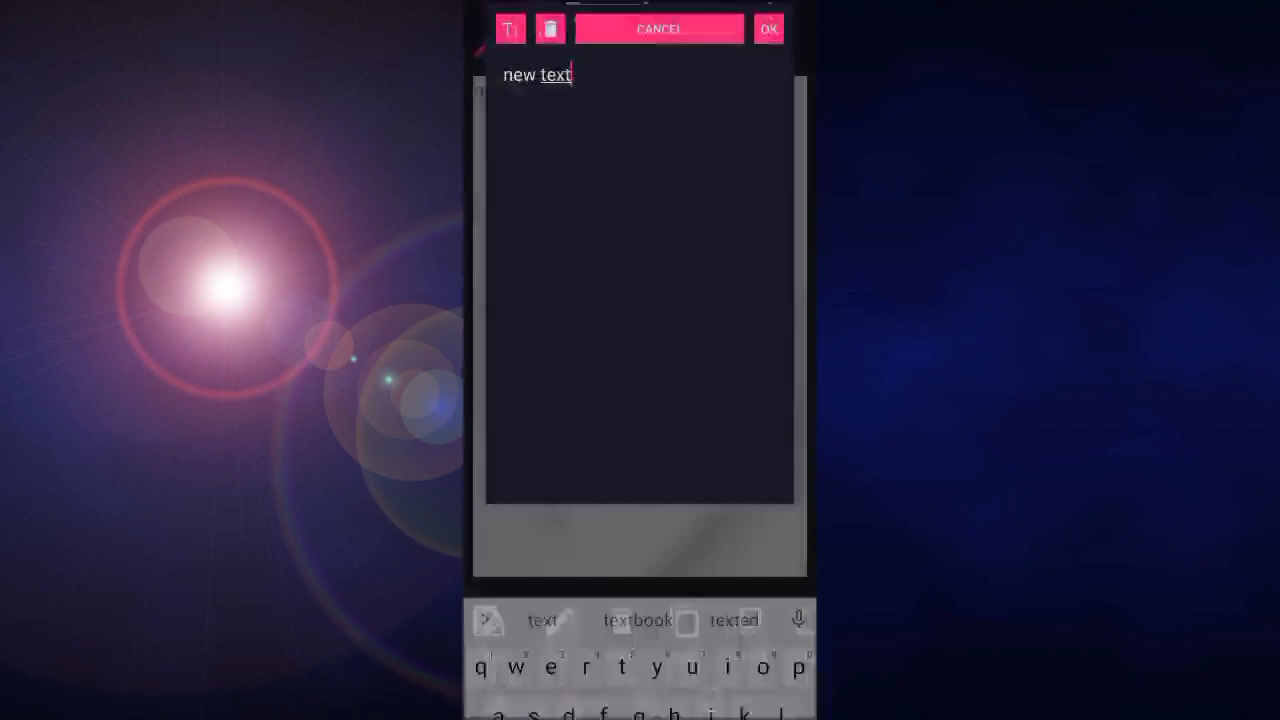 CANCEL
OK
new text
text textbook texted
q w e r t y u i o p
a s d f g h j k l